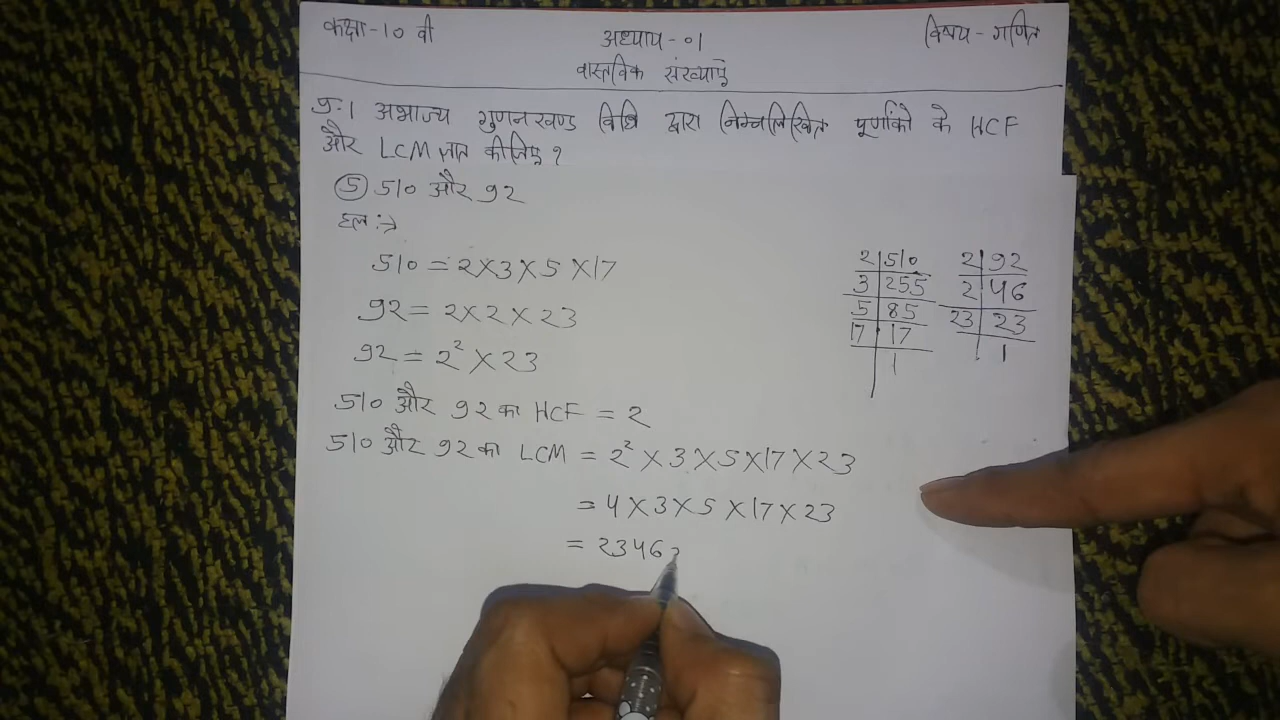 कक्षा-10 वी
अध्याय-01
विषय-गणित
वास्तविक संख्याएँ
प्र.1 अभाज्य गुणनखण्ड विधि द्वारा निम्नलिखित पूर्णांको के HCF
और LCM ज्ञात कीजिए?
⑤ 510 और 92
हल:→
510 = 2×3×5×17
92 = 2×2×23
92 = 2²×23
510 और 92 का HCF = 2
510 और 92 का LCM = 2²×3×5×17×23
= 4×3×5×17×23
= 2346
2|510
3|255
5|85
17|17
|1
2|92
2|46
23|23
|1